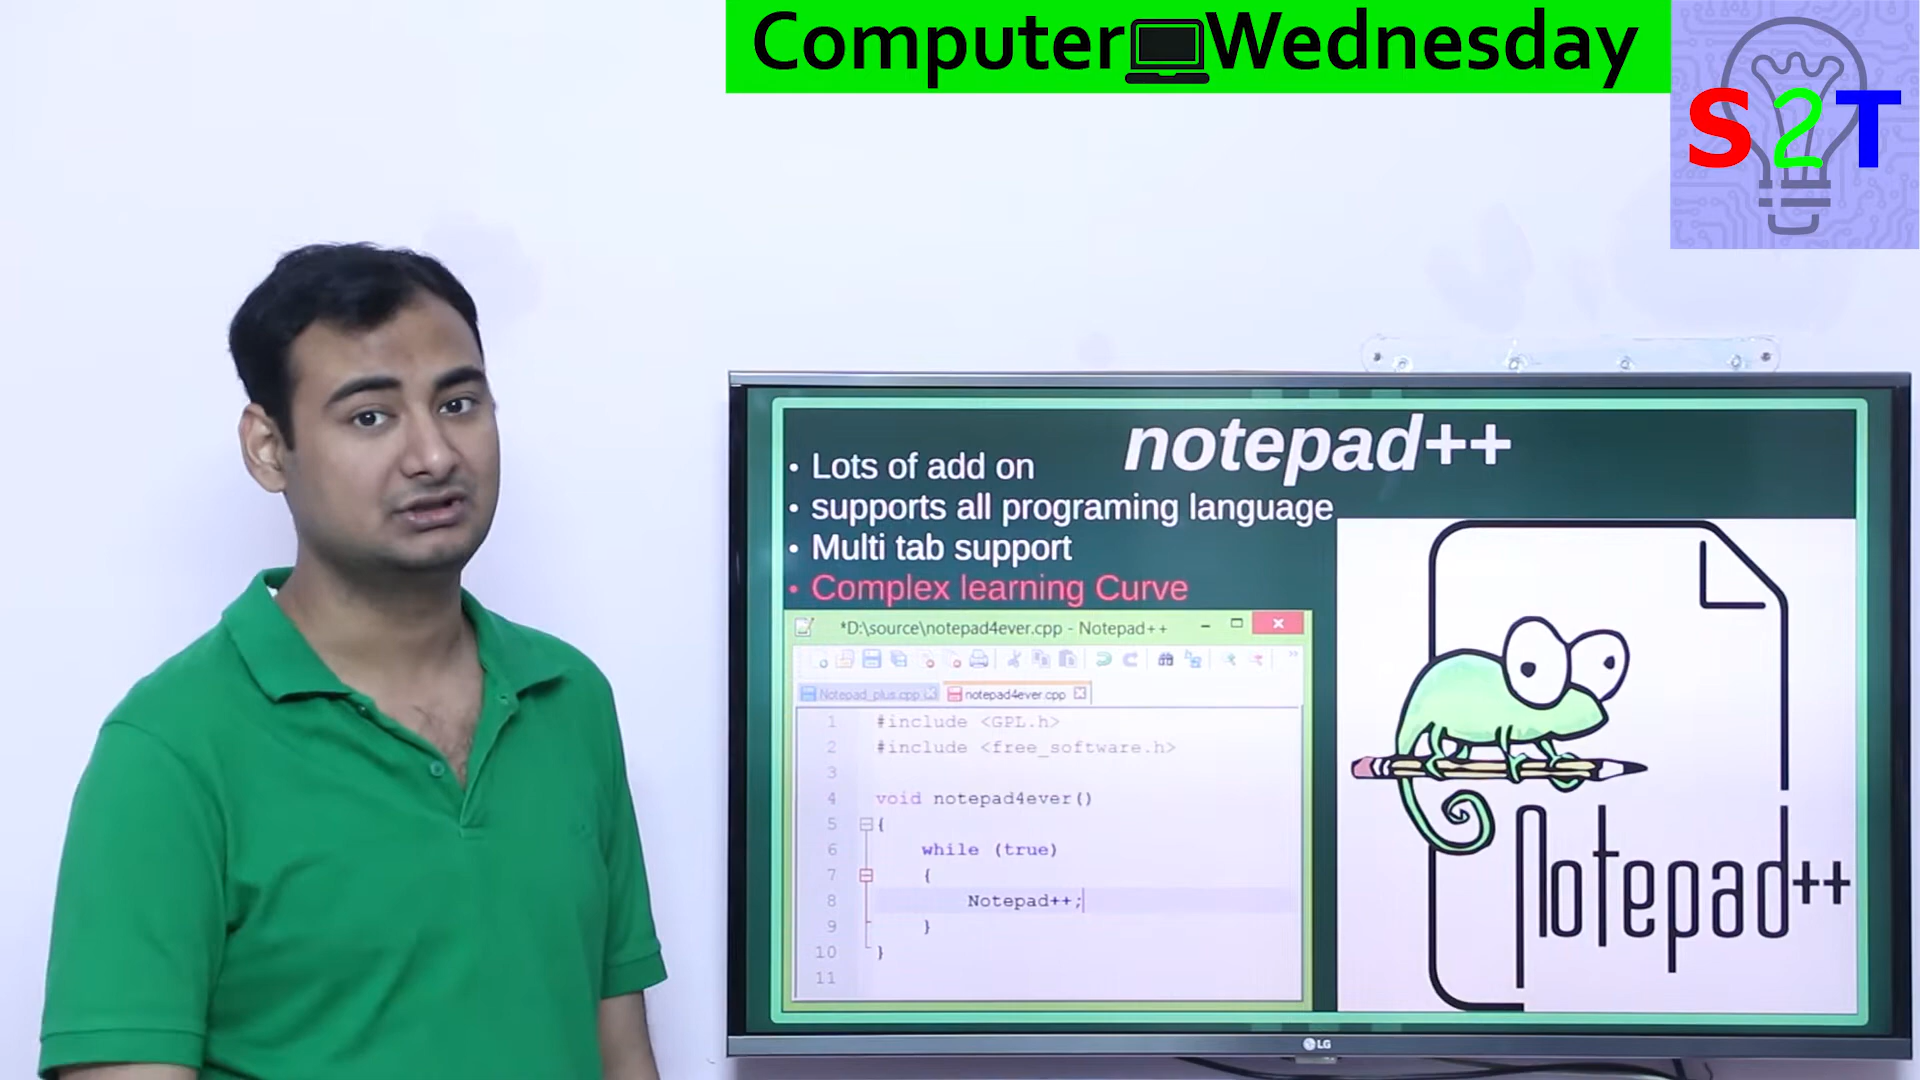 Computer Wednesday
S2T
notepad++
• Lots of add on
• supports all programing language
• Multi tab support
• Complex learning Curve
*D:\source\notepad4ever.cpp - Notepad++
Notepad_plus.cpp
notepad4ever.cpp
1 #include <GPL.h>
2 #include <free_software.h>
3
4 void notepad4ever()
5 {
6 while (true)
7 {
8 Notepad++;
9 }
10 }
11
Notepad++
LG